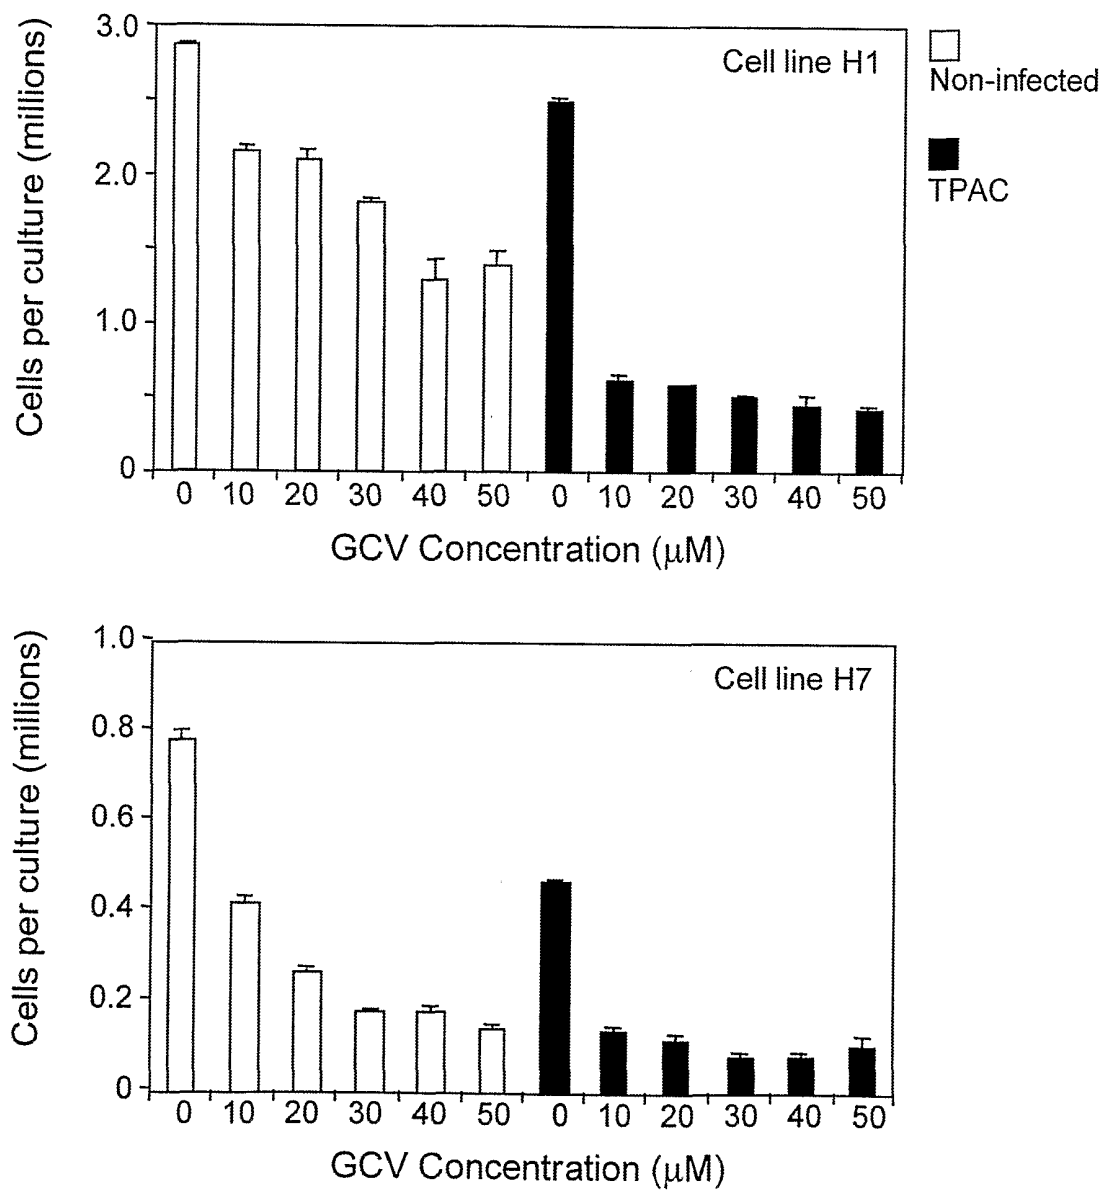 Cells per culture (millions)
3.0
2.0
1.0
0
Cell line H1
Non-infected
TPAC
0 10 20 30 40 50 0 10 20 30 40 50
GCV Concentration (μM)
Cells per culture (millions)
1.0
0.8
0.6
0.4
0.2
0
Cell line H7
0 10 20 30 40 50 0 10 20 30 40 50
GCV Concentration (μM)